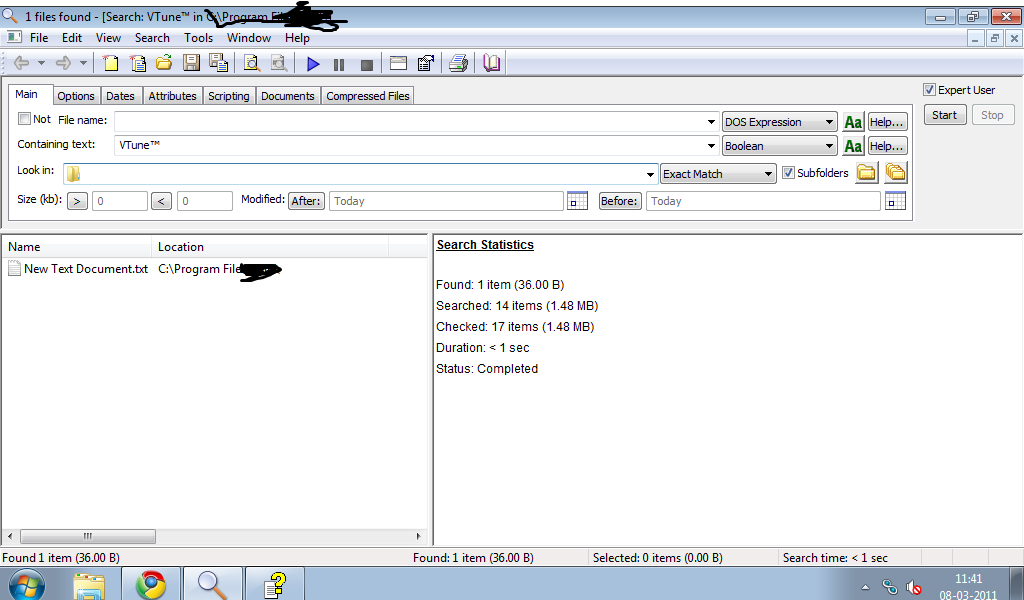 1 files found - [Search: VTune™ in C:\Program Fil
File Edit View Search Tools Window Help
Main Options Dates Attributes Scripting Documents Compressed Files
Expert User
Not File name: DOS Expression Aa Help... Start Stop
Containing text: VTune™ Boolean Aa Help...
Look in: Exact Match Subfolders
Size (kb): > 0 < 0 Modified: After: Today Before: Today
Name Location
New Text Document.txt C:\Program File
Search Statistics
Found: 1 item (36.00 B)
Searched: 14 items (1.48 MB)
Checked: 17 items (1.48 MB)
Duration: < 1 sec
Status: Completed
Found 1 item (36.00 B) Found: 1 item (36.00 B) Selected: 0 items (0.00 B) Search time: < 1 sec
11:41
08-03-2011